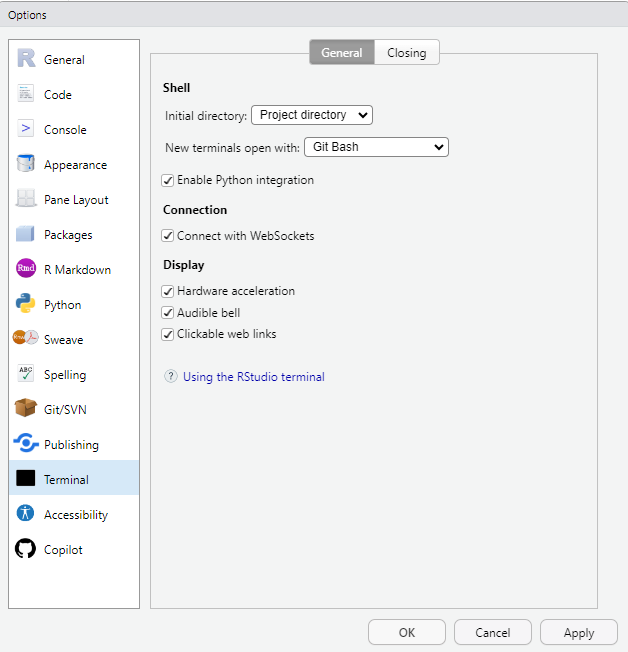 Options
General
Code
Console
Appearance
Pane Layout
Packages
Rmd R Markdown
Python
Sweave
ABC Spelling
Git/SVN
Publishing
Terminal
Accessibility
Copilot
General Closing
Shell
Initial directory: Project directory
New terminals open with: Git Bash
Enable Python integration
Connection
Connect with WebSockets
Display
Hardware acceleration
Audible bell
Clickable web links
? Using the RStudio terminal
OK Cancel Apply